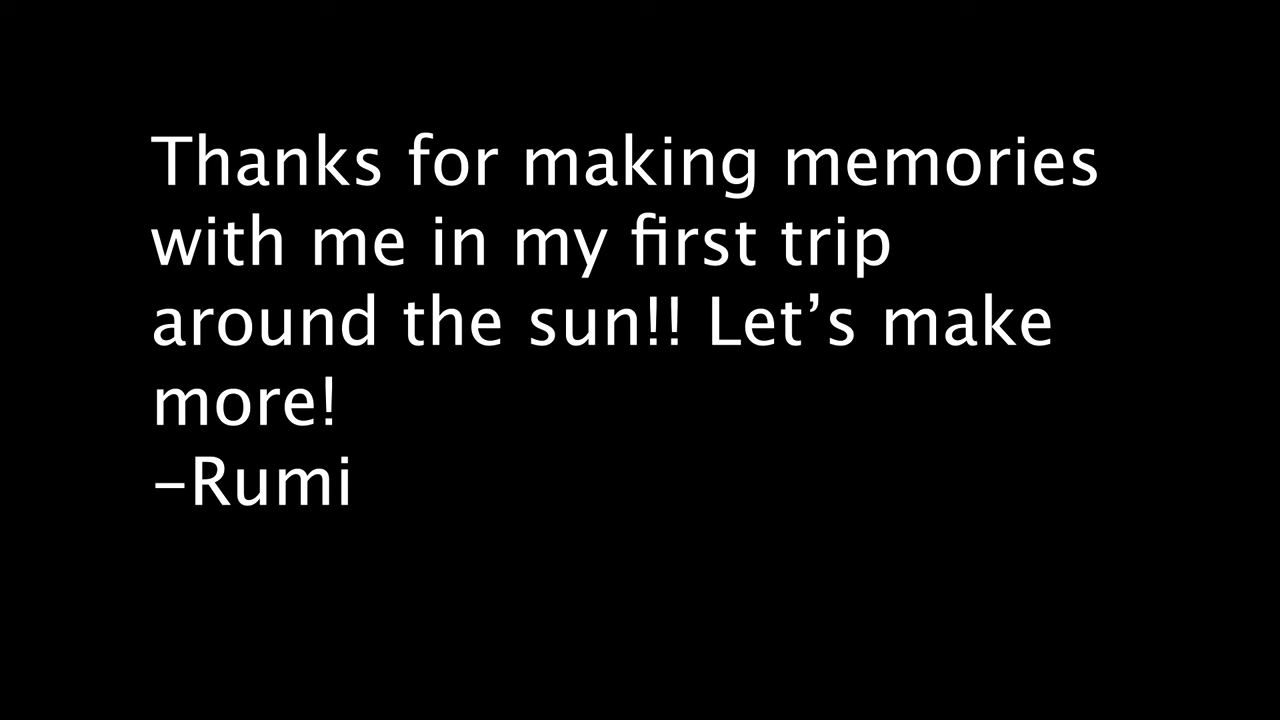 Thanks for making memories
with me in my first trip
around the sun!! Let’s make
more!
-Rumi